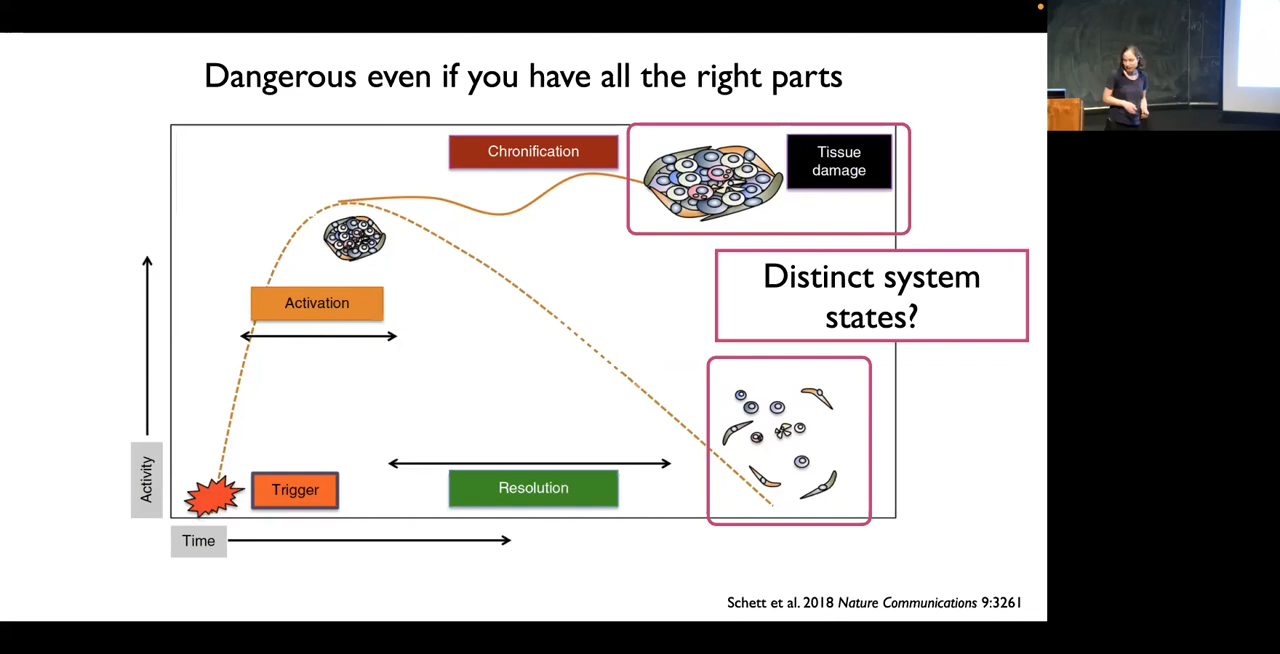 Dangerous even if you have all the right parts
Chronification
Tissue
damage
Distinct system
states?
Activation
Activity
Trigger
Resolution
Time
Schett et al. 2018 Nature Communications 9:3261